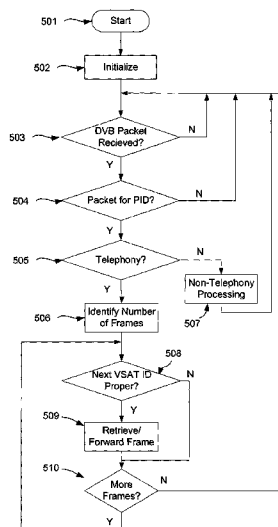 501
Start
502
Initialize
503
DVB Packet
Recieved?
N
Y
504
Packet for PID?
N
Y
505
Telephony?
N
Y
Non-Telephony
Processing
507
506
Identify Number
of Frames
508
Next VSAT ID
Proper?
N
Y
509
Retrieve/
Forward Frame
510
More
Frames?
N
Y